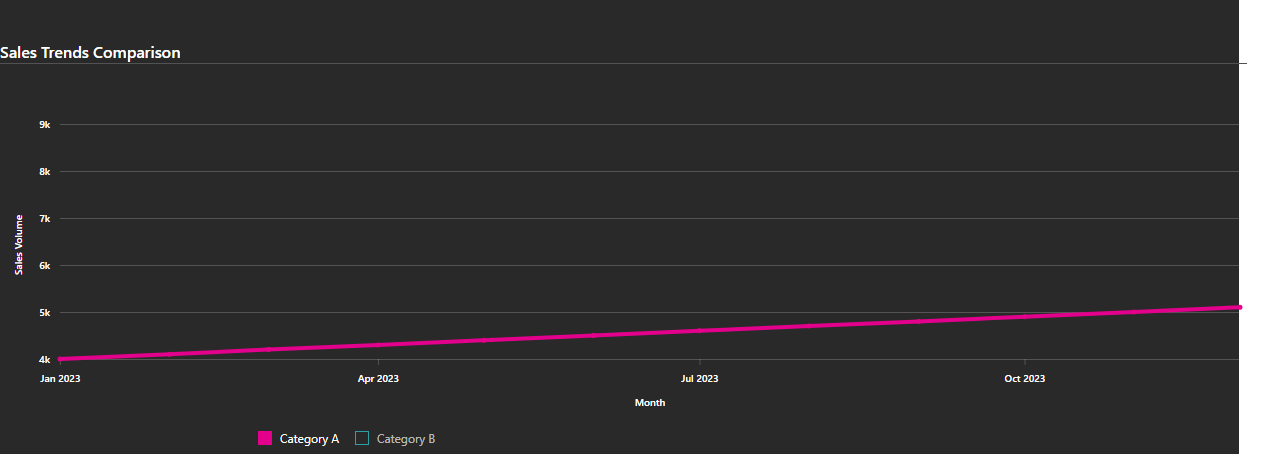 Sales Trends Comparison
9k
8k
7k
6k
5k
4k
Sales Volume
Jan 2023 Apr 2023 Jul 2023 Oct 2023
Month
Category A Category B